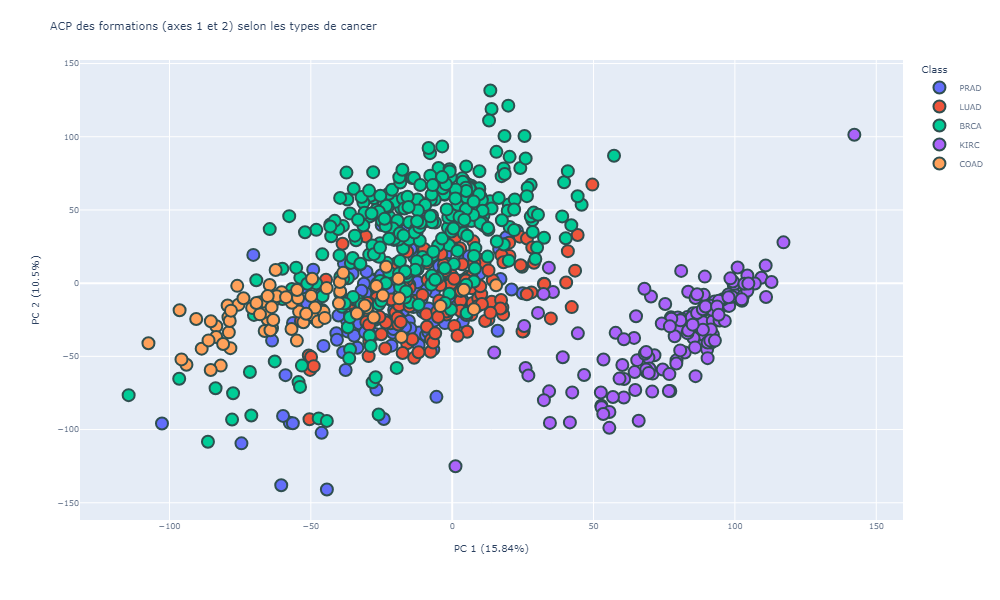 ACP des formations (axes 1 et 2) selon les types de cancer
Class
PRAD
LUAD
BRCA
KIRC
COAD
PC 2 (10.5%)
150
100
50
0
−50
−100
−150
−100
−50
0
50
100
150
PC 1 (15.84%)